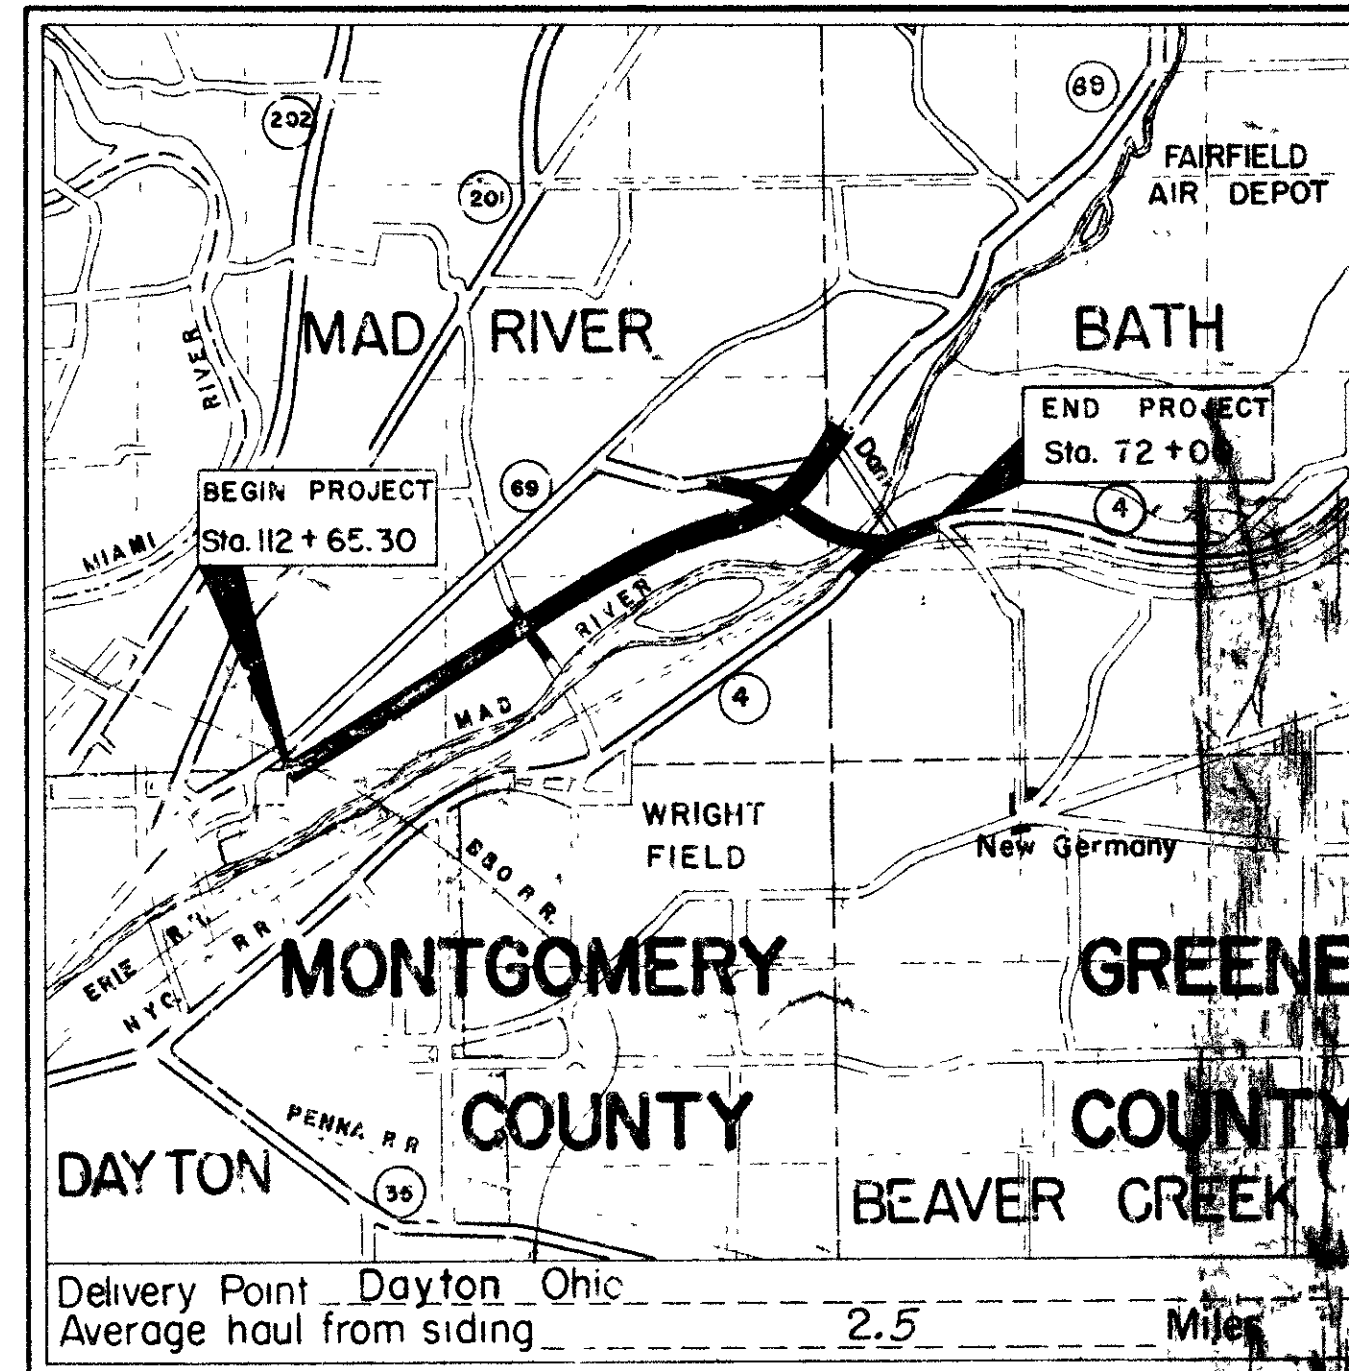 202
69
FAIRFIELD
AIR DEPOT
201
MAD RIVER
BATH
RIVER
END PROJECT
Sta. 72+00
BEGIN PROJECT
Sta. 112 + 65.30
69
Dam
4
MIAMI
RIVER
MAD
4
WRIGHT
FIELD
New Germany
B&O R R.
ERIE R R
NYC R R
MONTGOMERY
GREENE
COUNTY
COUNTY
PENNA R R
DAYTON
35
BEAVER CREEK
Delivery Point Dayton Ohio
Average haul from siding 2.5 Miles